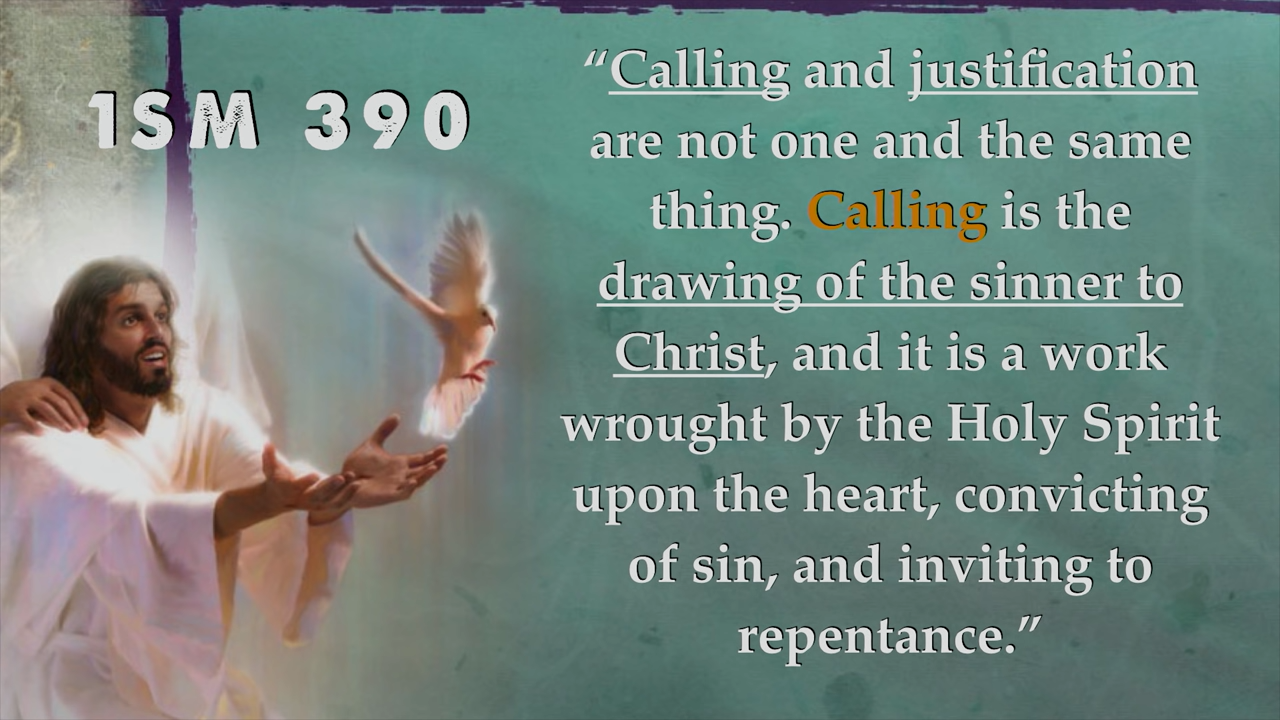 1SM 390
“Calling and justification
are not one and the same
thing. Calling is the
drawing of the sinner to
Christ, and it is a work
wrought by the Holy Spirit
upon the heart, convicting
of sin, and inviting to
repentance.”